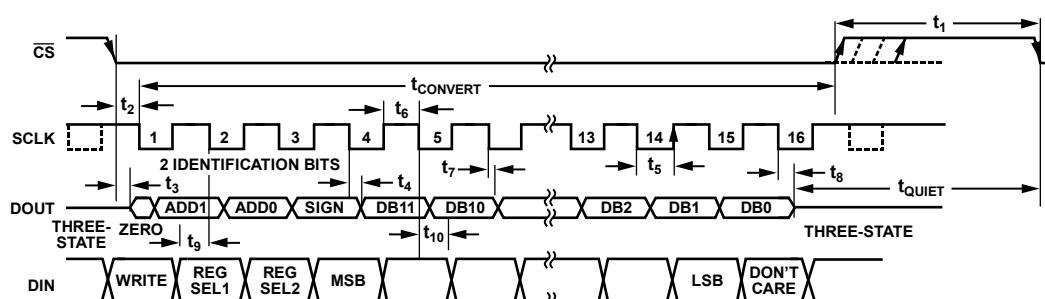 t1
CS
tCONVERT
t2
t6
SCLK
1 2 3 4 5 13 14 15 16
2 IDENTIFICATION BITS
t7
t5
t3
t4
t8
tQUIET
DOUT
ADD1 ADD0 SIGN DB11 DB10 DB2 DB1 DB0
THREE-
STATE
ZERO
THREE-STATE
t9
t10
DIN
WRITE
REG
SEL1
REG
SEL2
MSB
LSB
DON'T
CARE